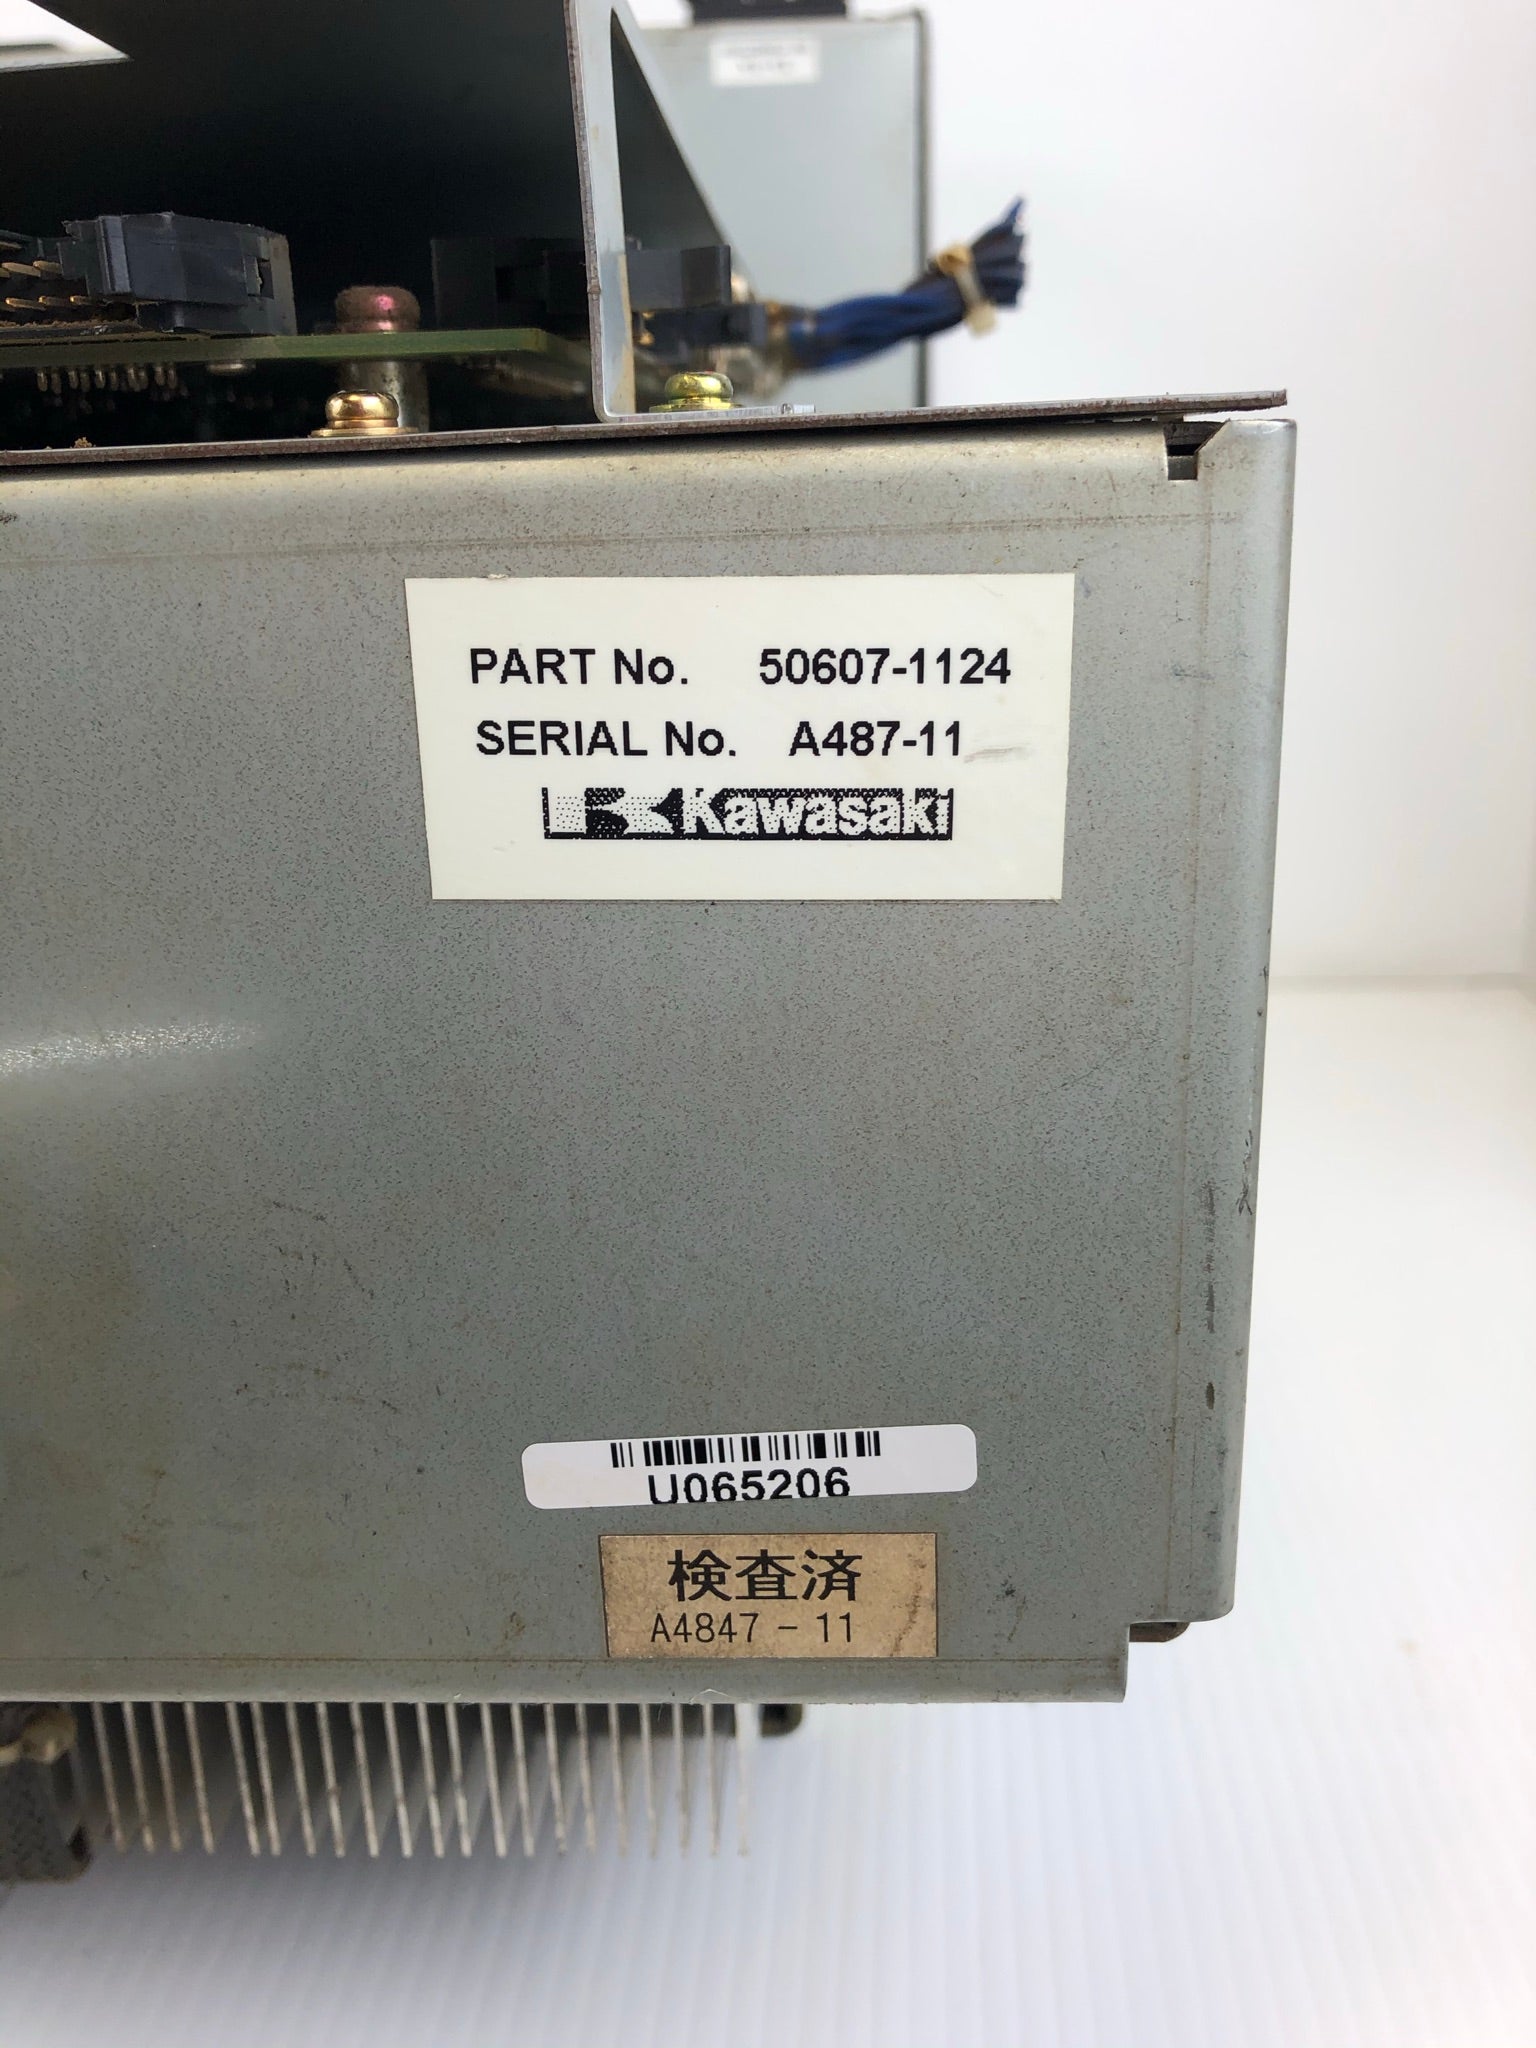 PART No. 50607-1124
SERIAL No. A487-11
Kawasaki
U065206
検査済
A4847-11